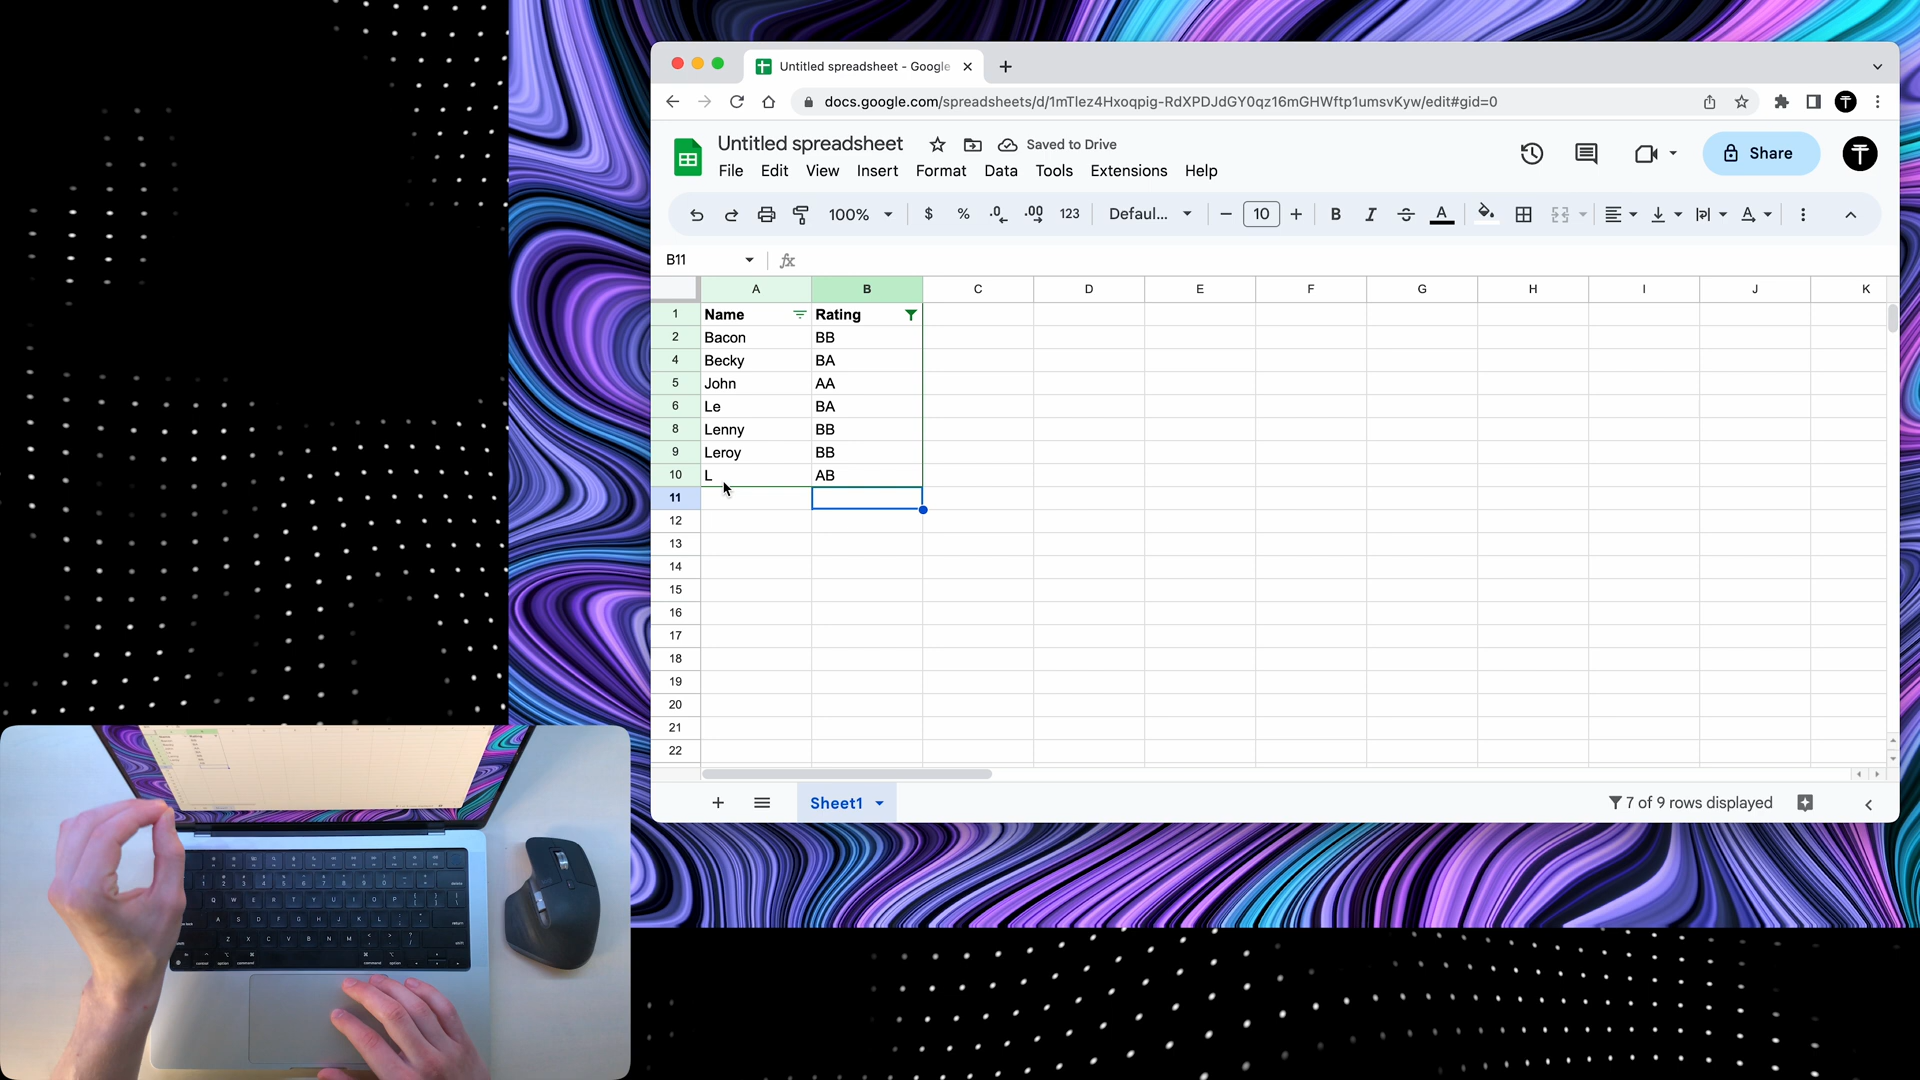 Untitled spreadsheet - Google
docs.google.com/spreadsheets/d/1mTlez4Hxoqpig-RdXPDJdGY0qz16mGHWftp1umsvKyw/edit#gid=0
Untitled spreadsheet Saved to Drive
File Edit View Insert Format Data Tools Extensions Help
Share
100% $ % .0 .00 123 Defaul... 10 B I S A
B11 fx
A B C D E F G H I J K
1 Name Rating
2 Bacon BB
4 Becky BA
5 John AA
6 Le BA
8 Lenny BB
9 Leroy BB
10 L AB
11
12
13
14
15
16
17
18
19
20
21
22
Sheet1 7 of 9 rows displayed